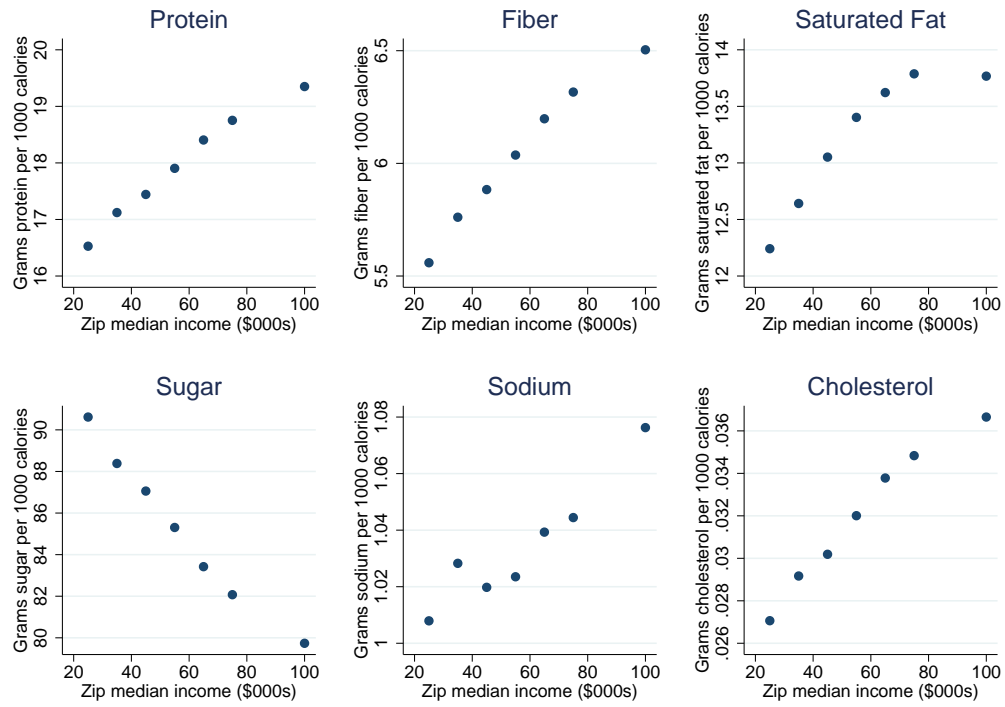 Protein
Grams protein per 1000 calories
20
19
18
17
16
20 40 60 80 100
Zip median income ($000s)
Fiber
Grams fiber per 1000 calories
6.5
6
5.5
20 40 60 80 100
Zip median income ($000s)
Saturated Fat
Grams saturated fat per 1000 calories
14
13.5
13
12.5
12
20 40 60 80 100
Zip median income ($000s)
Sugar
Grams sugar per 1000 calories
90
88
86
84
82
80
20 40 60 80 100
Zip median income ($000s)
Sodium
Grams sodium per 1000 calories
1.08
1.06
1.04
1.02
1
20 40 60 80 100
Zip median income ($000s)
Cholesterol
Grams cholesterol per 1000 calories
.036
.034
.032
.03
.028
.026
20 40 60 80 100
Zip median income ($000s)